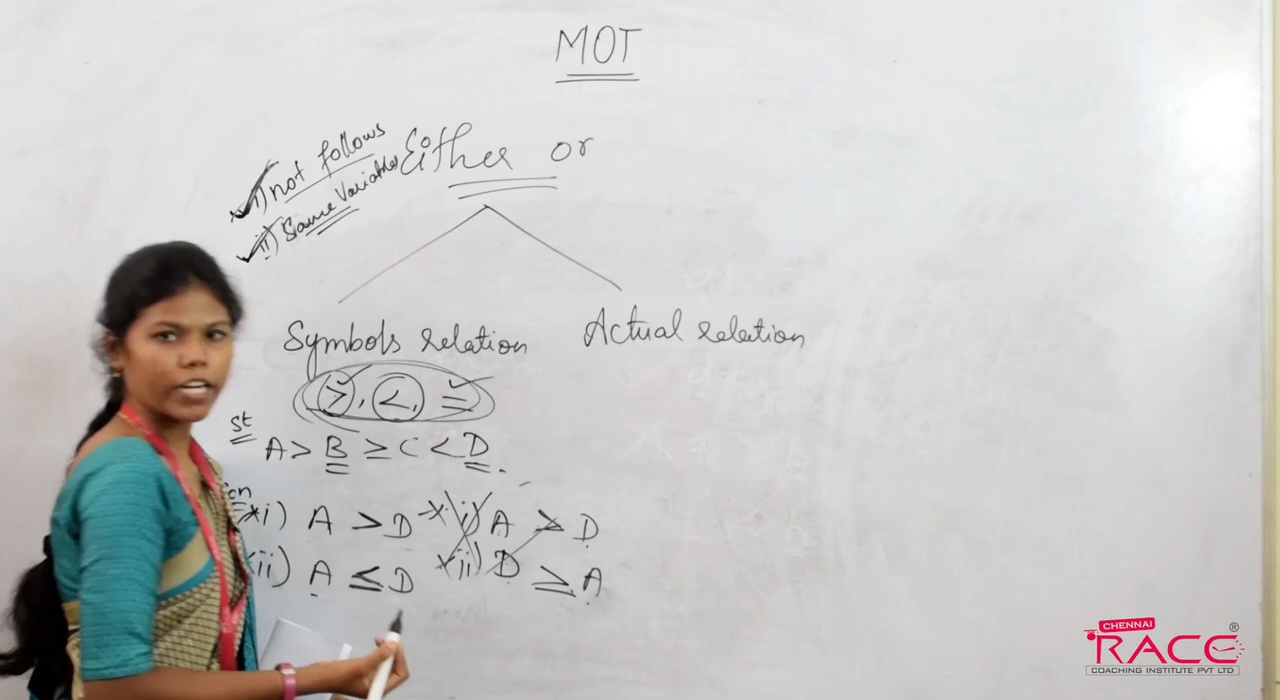 MOT
Either or
i) not follows
ii) Same Variables
Symbols relation
Actual relation
>, <, =
st
A > B ≥ C < D.
con
i) A > D
ii) A ≤ D
i) A > D
ii) D ≥ A
CHENNAI
RACE ®
COACHING INSTITUTE PVT LTD